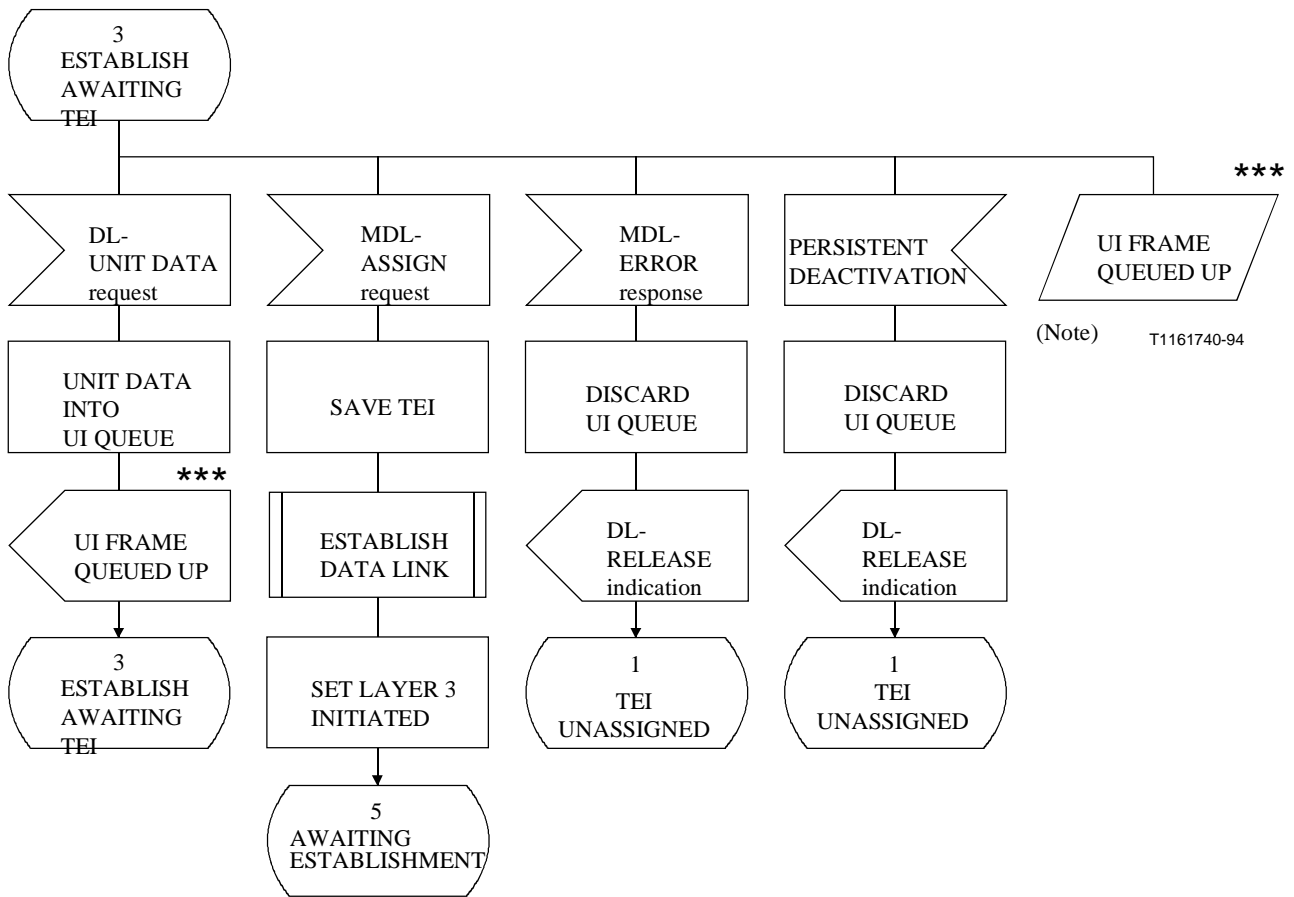 3
ESTABLISH
AWAITING
TEI
***
DL-
UNIT DATA
request
MDL-
ASSIGN
request
MDL-
ERROR
response
PERSISTENT
DEACTIVATION
UI FRAME
QUEUED UP
(Note)
T1161740-94
UNIT DATA
INTO
UI QUEUE
SAVE TEI
DISCARD
UI QUEUE
DISCARD
UI QUEUE
***
UI FRAME
QUEUED UP
ESTABLISH
DATA LINK
DL-
RELEASE
indication
DL-
RELEASE
indication
3
ESTABLISH
AWAITING
TEI
SET LAYER 3
INITIATED
1
TEI
UNASSIGNED
1
TEI
UNASSIGNED
5
AWAITING
ESTABLISHMENT